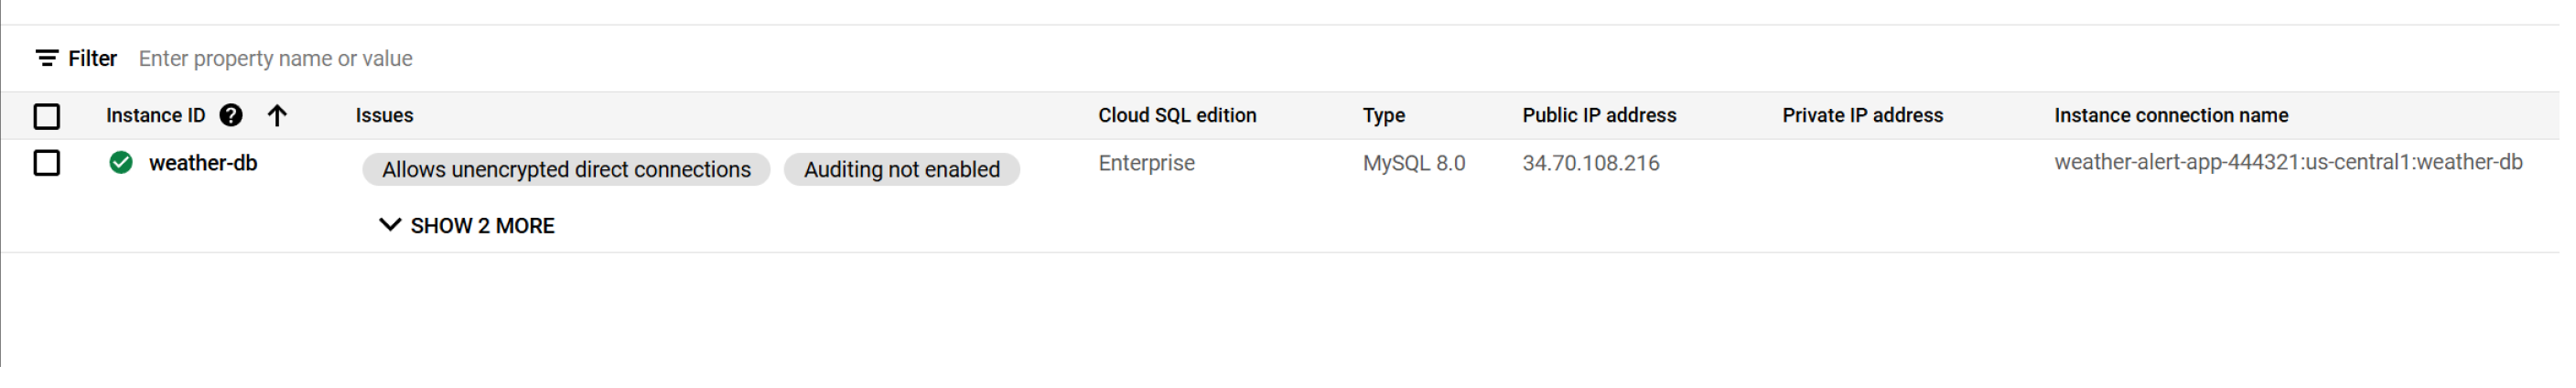 Filter Enter property name or value
Instance ID Issues Cloud SQL edition Type Public IP address Private IP address Instance connection name
weather-db Allows unencrypted direct connections Auditing not enabled Enterprise MySQL 8.0 34.70.108.216 weather-alert-app-444321:us-central1:weather-db
SHOW 2 MORE